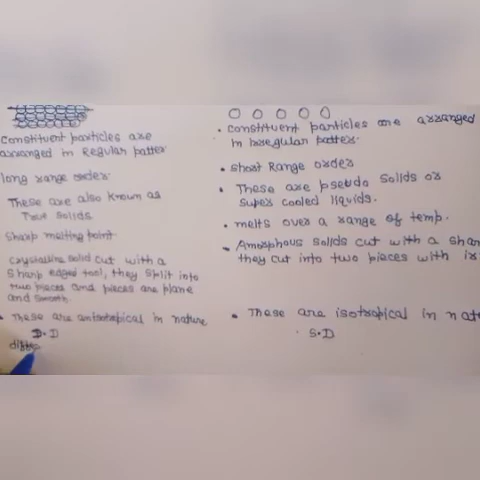 Constituent particles are
arranged in Regular patter
long range order.
These are also known as
True Solids.
Sharp melting point
Crystalline solid cut with a
Sharp edged tool, they split into
two pieces and pieces are plane
and smooth.
• These are anisotropical in nature
D.D
• constituent particles are arranged
in irregular patter.
• short Range order
• These are pseudo solids or
super cooled liquids.
• melts over a range of temp.
• Amorphous solids cut with a shar
they cut into two pieces with ir
• These are isotropical in nat
S.D